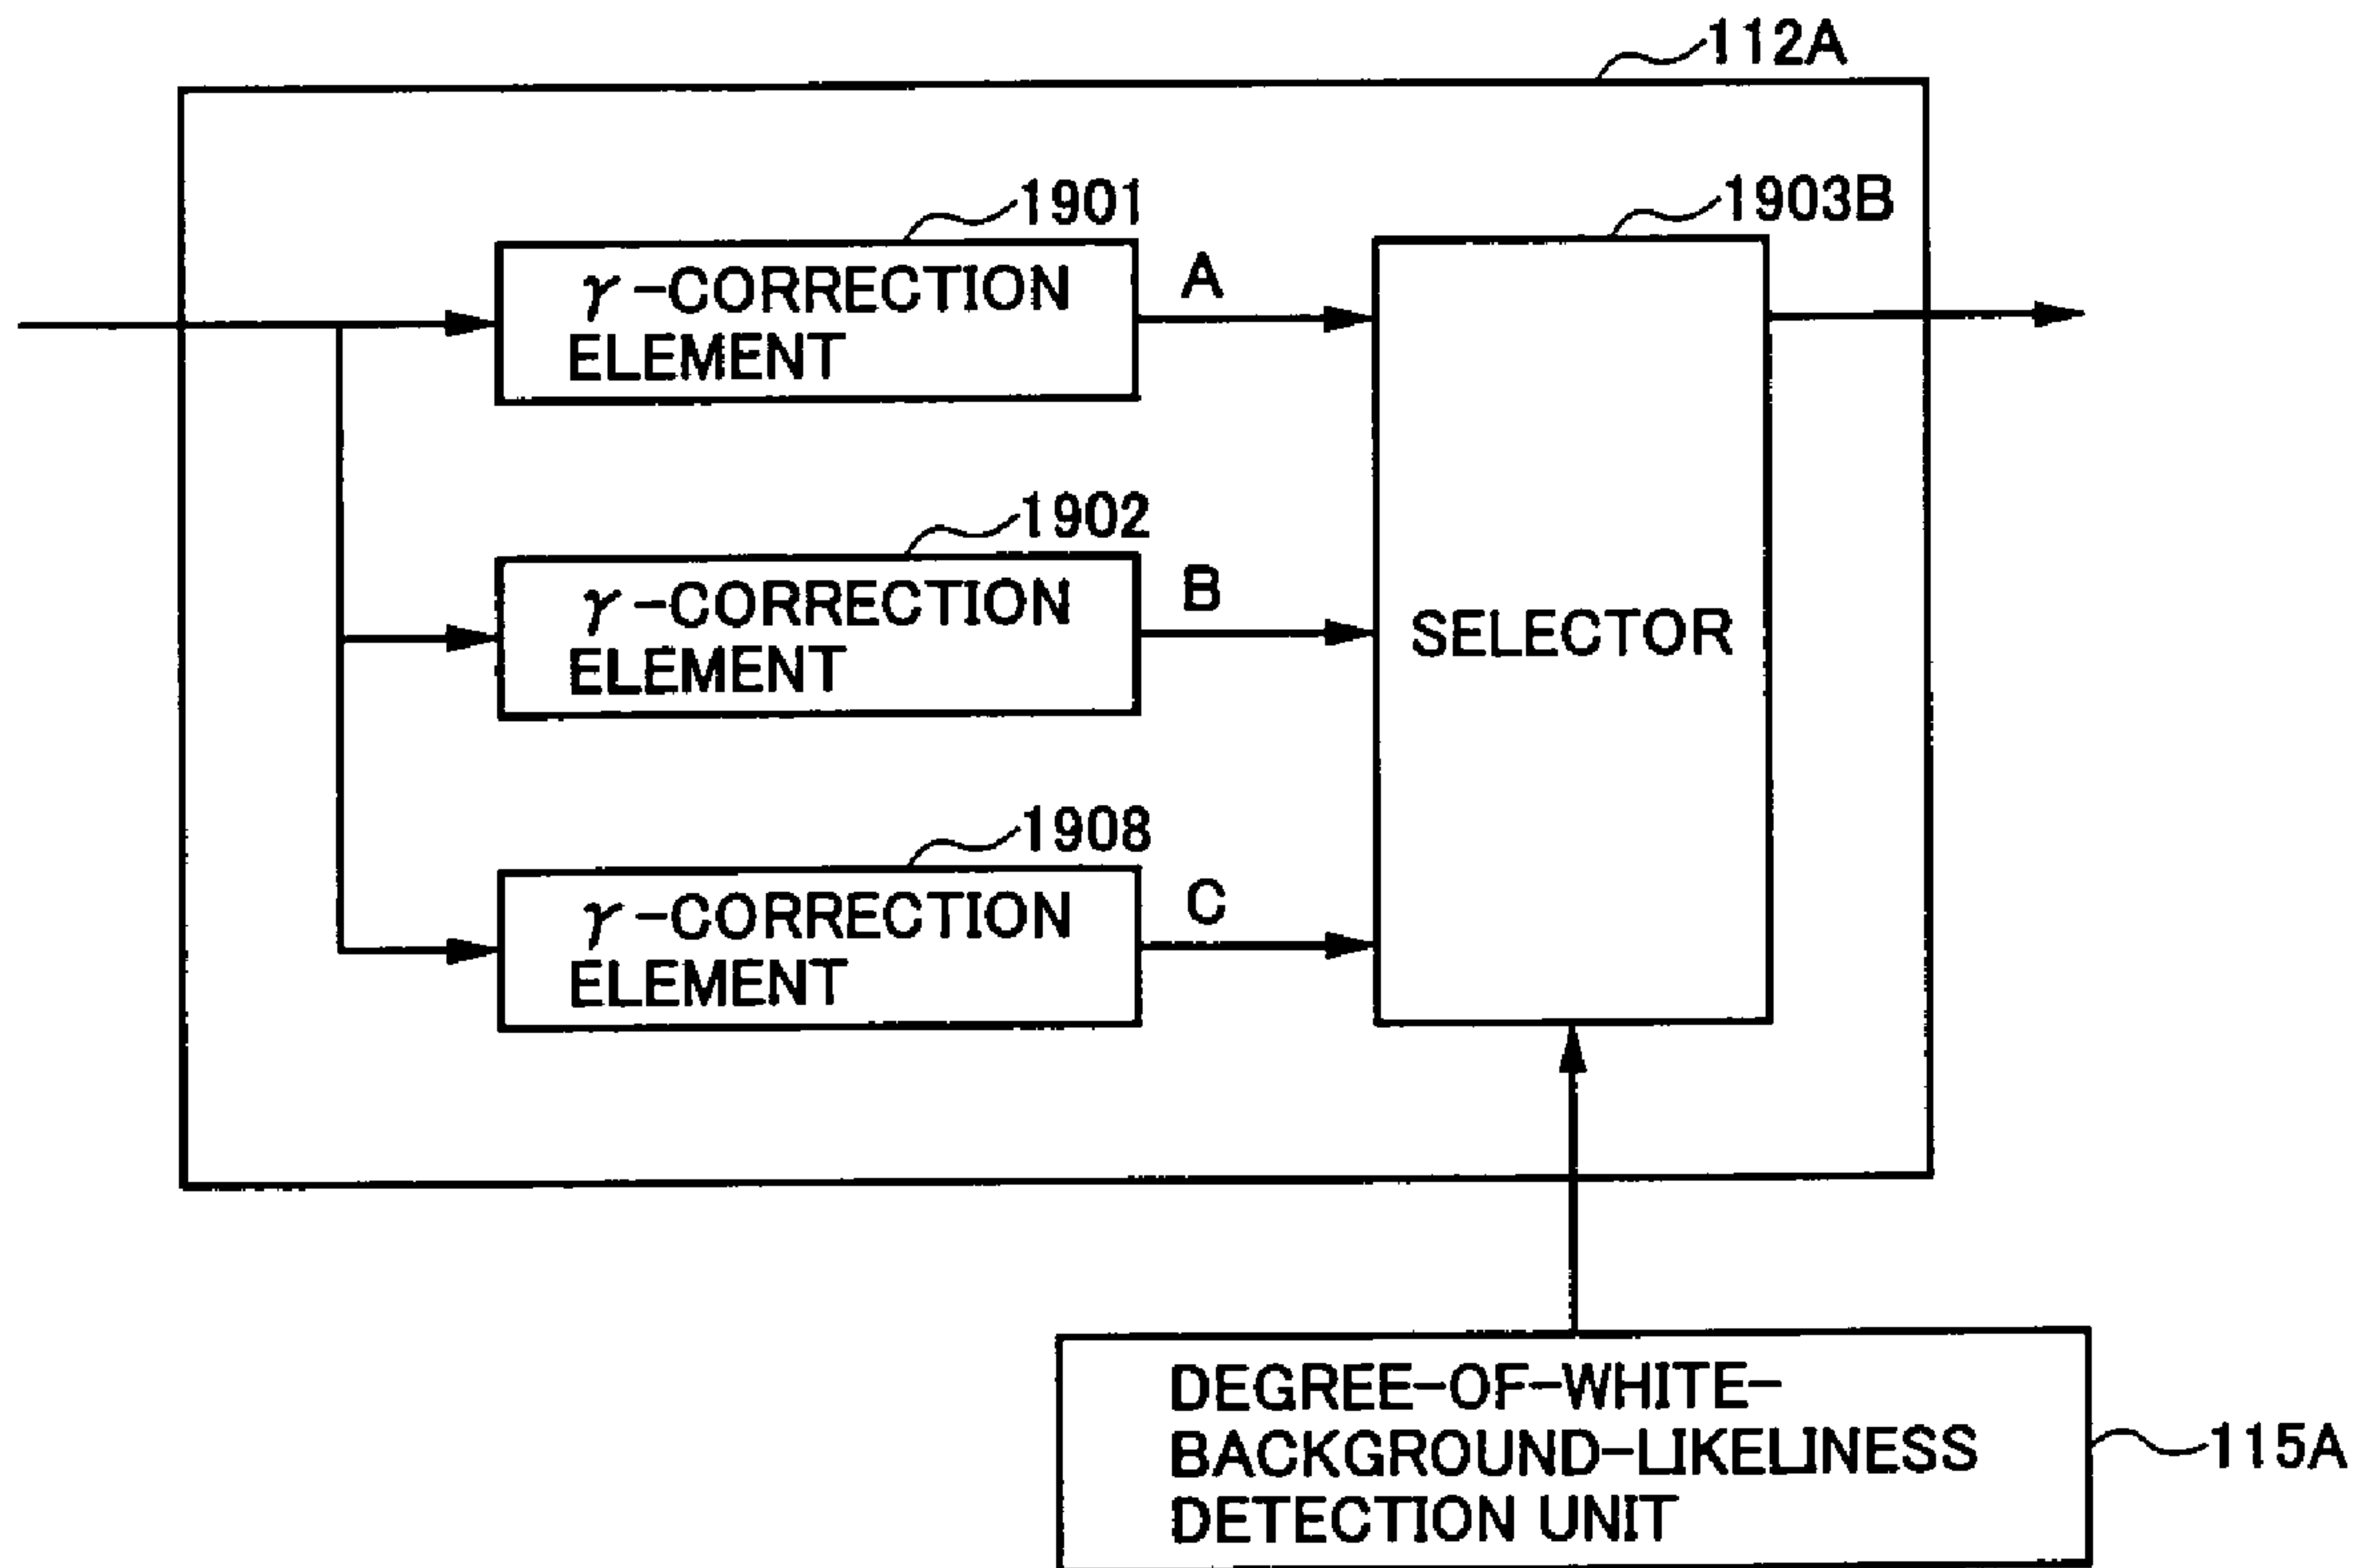 112A
1901
1903B
γ-CORRECTION
ELEMENT
A
1902
γ-CORRECTION
ELEMENT
B
SELECTOR
1908
γ-CORRECTION
ELEMENT
C
DEGREE-OF-WHITE-
BACKGROUND-LIKELINESS
DETECTION UNIT
115A